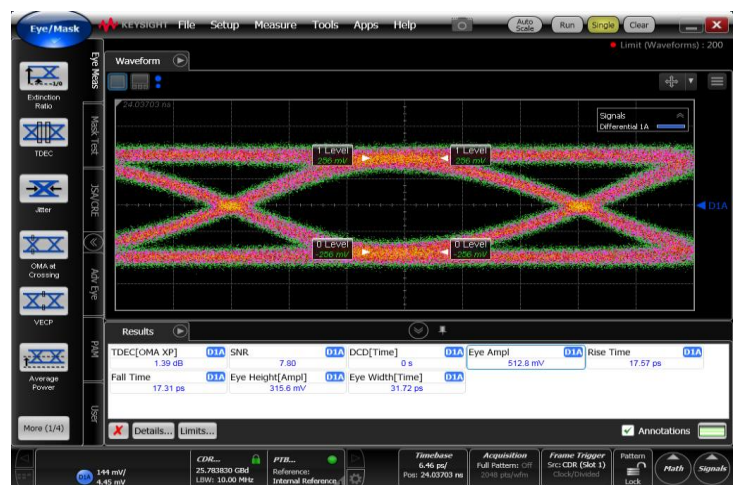 Eye/Mask
KEYSIGHT File Setup Measure Tools Apps Help
Auto
Scale
Run
Single
Clear
Limit (Waveforms) : 200
Extinction
Ratio
TDEC
Jitter
OMA at
Crossing
VECP
Average
Power
More (1/4)
Eye Meas
Mask Test
JSA/CRE
Adv Eye
PAM
User
Waveform
24.03703 ns
Signals
Differential 1A
1 Level
256 mV
1 Level
256 mV
D1A
0 Level
-256 mV
0 Level
-256 mV
Results
TDEC[OMA XP] D1A SNR D1A DCD[Time] D1A Eye Ampl D1A Rise Time D1A
1.39 dB 7.80 0 s 512.8 mV 17.57 ps
Fall Time D1A Eye Height[Ampl] D1A Eye Width[Time] D1A
17.31 ps 315.6 mV 31.72 ps
Details...
Limits...
Annotations
D1A
144 mV/
4.45 mV
CDR...
25.783830 GBd
LBW: 10.00 MHz
PTB...
Reference:
Internal Reference
Timebase
6.46 ps/
Pos: 24.03703 ns
Acquisition
Full Pattern: Off
2048 pts/wfm
Frame Trigger
Src: CDR (Slot 1)
Clock/Divided
Pattern
Lock
Math
Signals